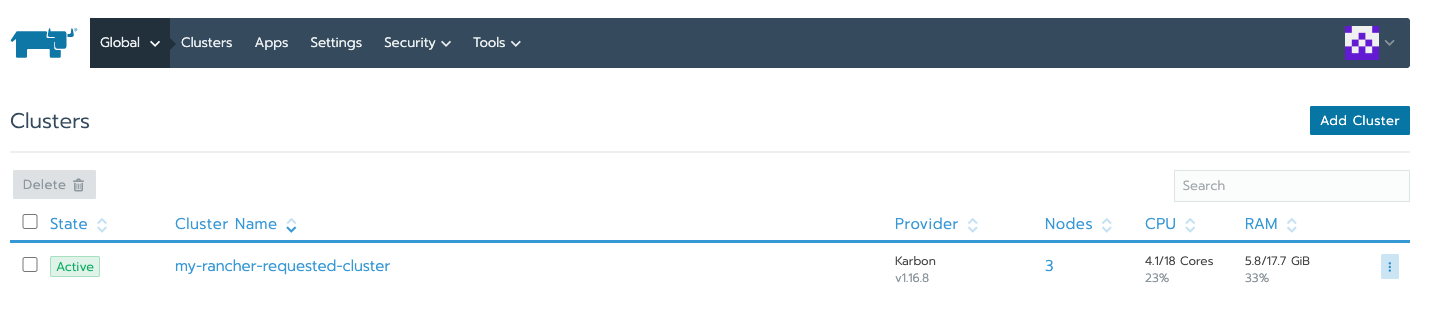 Global Clusters Apps Settings Security Tools
Clusters
Add Cluster
Delete
Search
State Cluster Name Provider Nodes CPU RAM
Active my-rancher-requested-cluster Karbon 3 4.1/18 Cores 5.8/17.7 GiB
v1.16.8 23% 33%